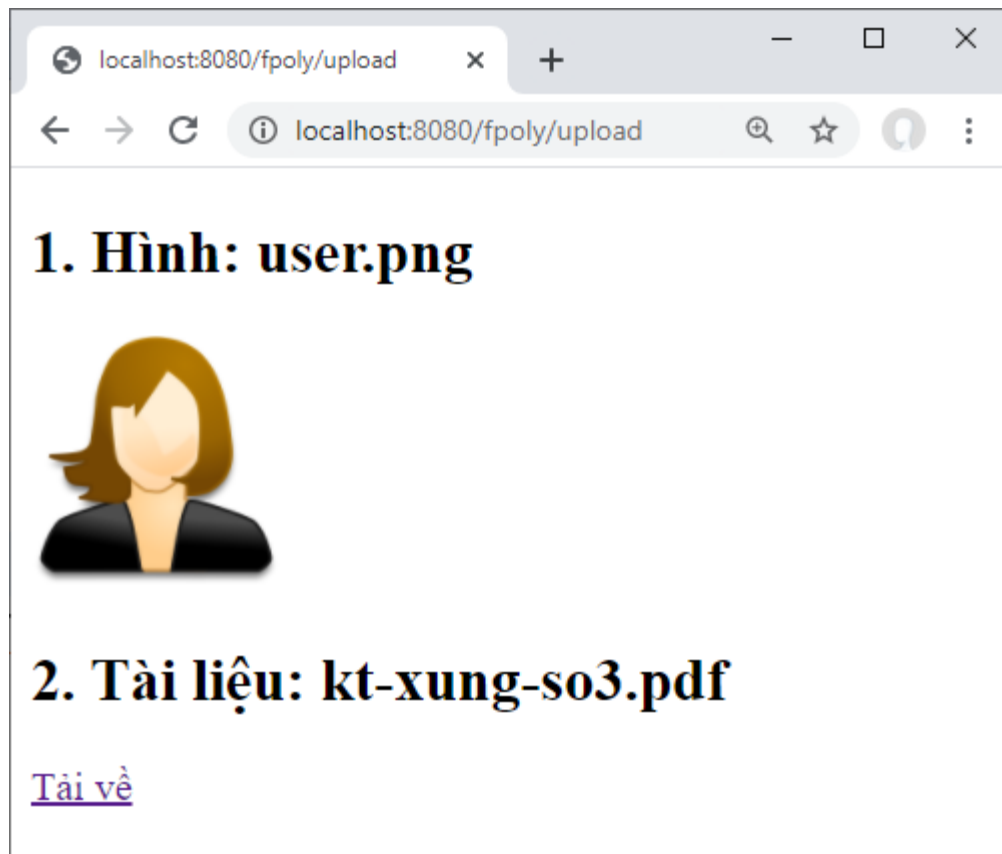 localhost:8080/fpoly/upload
localhost:8080/fpoly/upload
1. Hình: user.png
2. Tài liệu: kt-xung-so3.pdf
Tải về